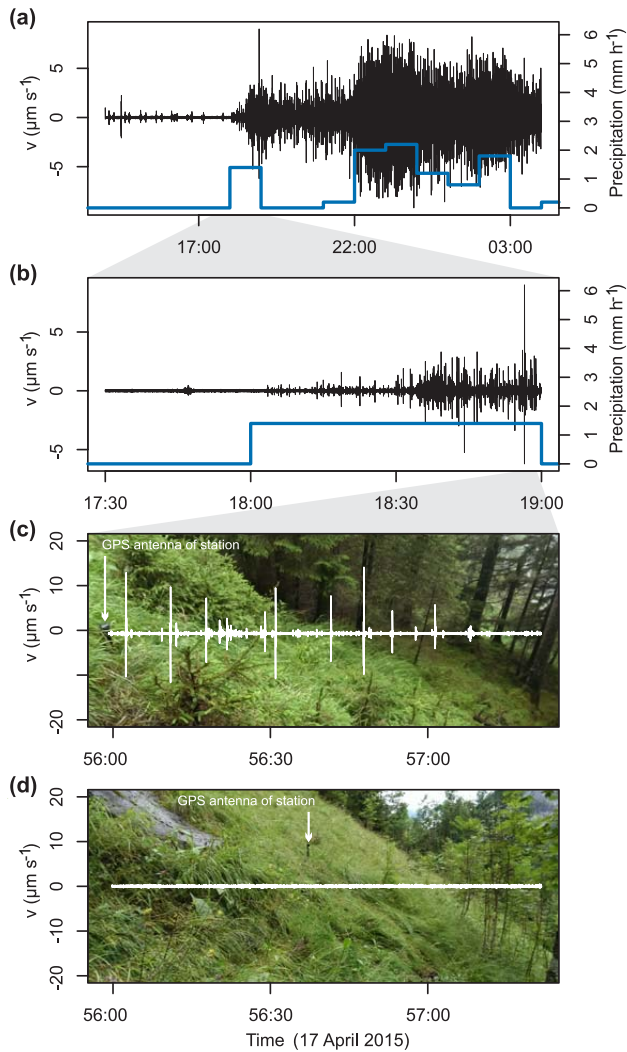 (a)
v (μm s⁻¹)
5
0
-5
6
5
4
3
2
1
0
Precipitation (mm h⁻¹)
17:00 22:00 03:00
(b)
v (μm s⁻¹)
5
0
-5
6
5
4
3
2
1
0
Precipitation (mm h⁻¹)
17:30 18:00 18:30 19:00
(c)
GPS antenna of station
v (μm s⁻¹)
20
10
0
-10
-20
56:00 56:30 57:00
(d)
GPS antenna of station
v (μm s⁻¹)
20
10
0
-10
-20
56:00 56:30 57:00
Time (17 April 2015)